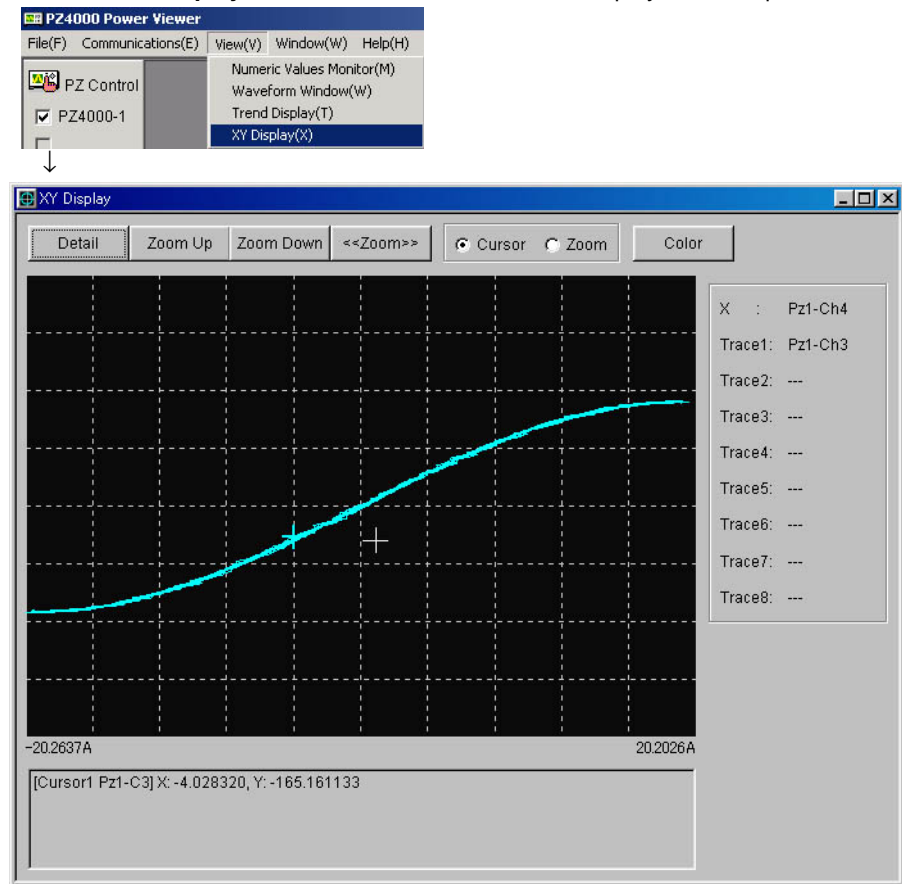 PZ4000 Power Viewer
File(F) Communications(E) View(V) Window(W) Help(H)
PZ Control
PZ4000-1
Numeric Values Monitor(M)
Waveform Window(W)
Trend Display(T)
XY Display(X)
↓
XY Display
Detail Zoom Up Zoom Down <<Zoom>> Cursor Zoom Color
X : Pz1-Ch4
Trace1: Pz1-Ch3
Trace2: ---
Trace3: ---
Trace4: ---
Trace5: ---
Trace6: ---
Trace7: ---
Trace8: ---
-20.2637A 20.2026A
[Cursor1 Pz1-C3] X: -4.028320, Y: -165.161133